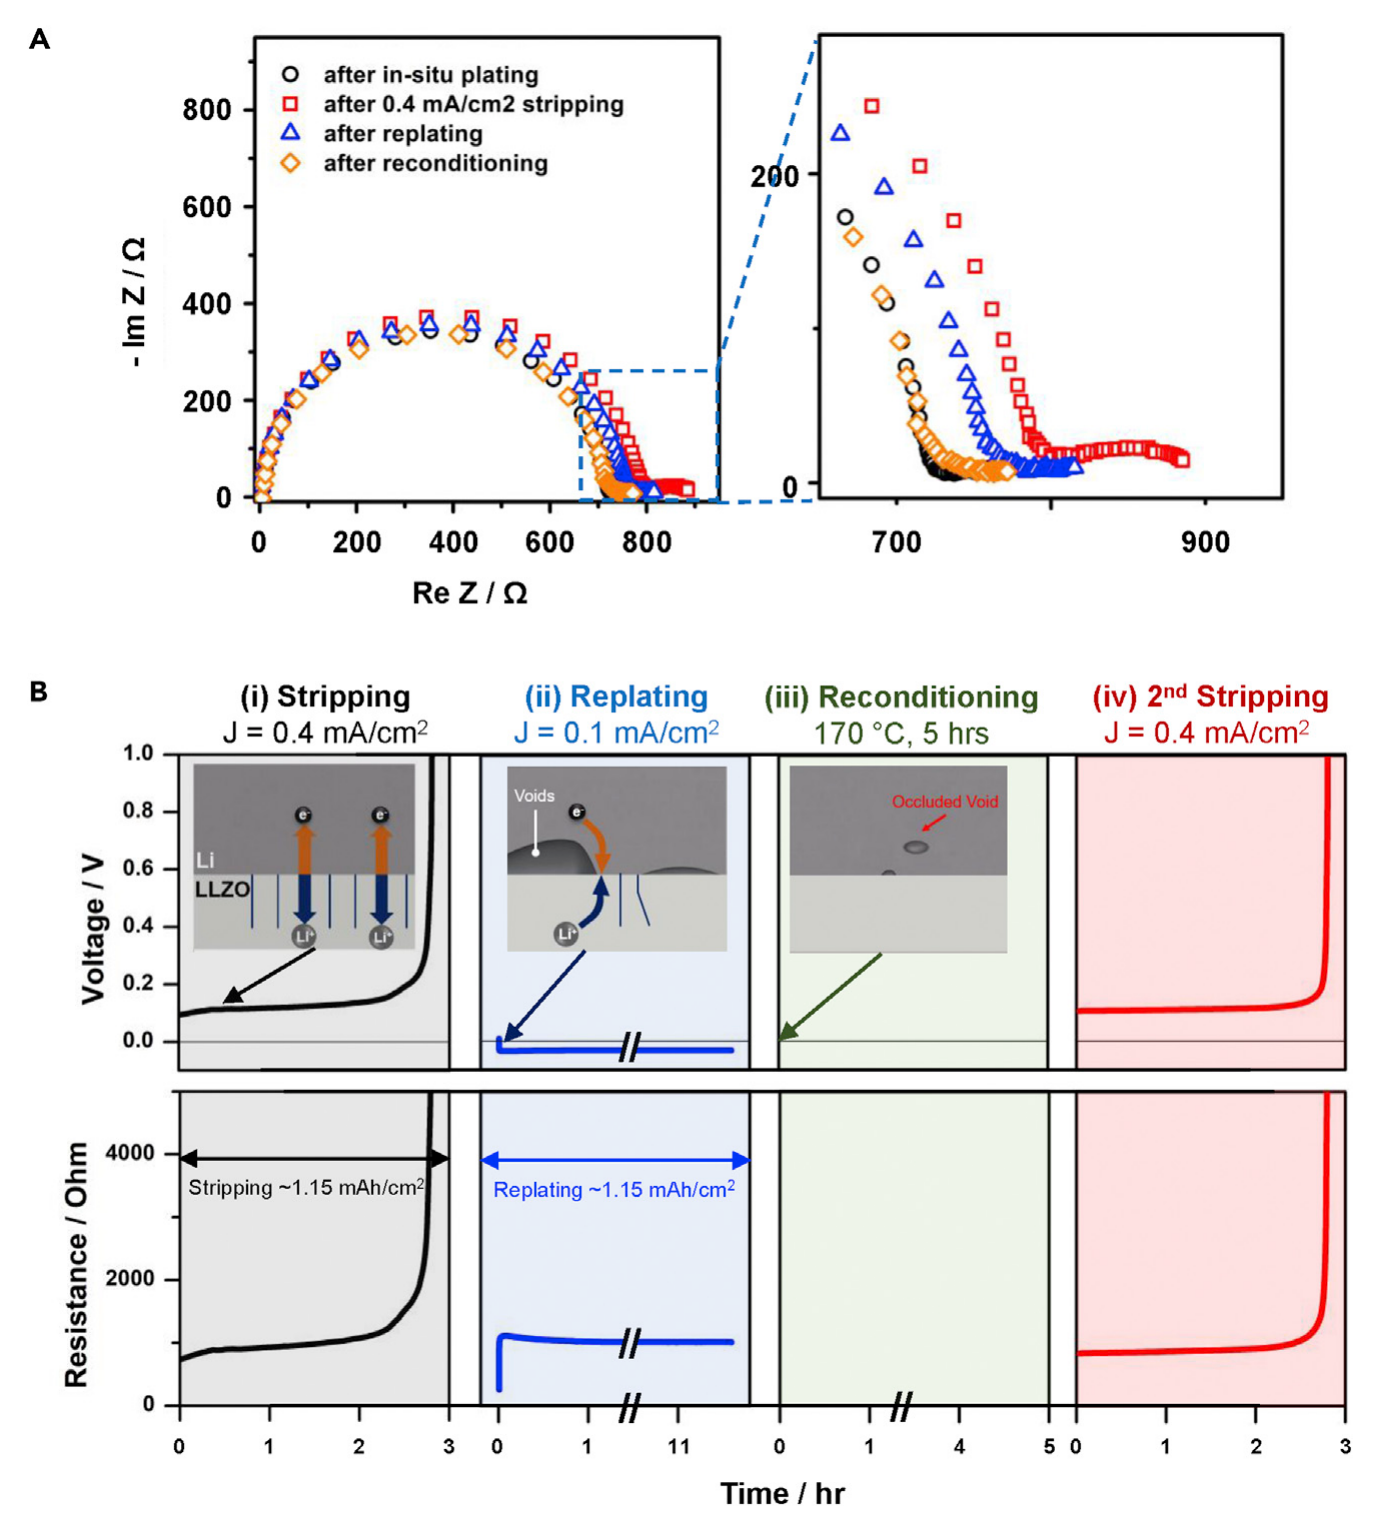 A
after in-situ plating
after 0.4 mA/cm2 stripping
after replating
after reconditioning
800
600
400
200
0
- Im Z / Ω
0 200 400 600 800
Re Z / Ω
200
0
700 900
B
(i) Stripping
J = 0.4 mA/cm²
(ii) Replating
J = 0.1 mA/cm²
(iii) Reconditioning
170 °C, 5 hrs
(iv) 2nd Stripping
J = 0.4 mA/cm²
1.0
0.8
0.6
0.4
0.2
0.0
Voltage / V
e⁻ e⁻
Li
LLZO
Li⁺ Li⁺
Voids
e⁻
Li⁺
Occluded Void
4000
2000
0
Resistance / Ohm
Stripping ~1.15 mAh/cm²
Replating ~1.15 mAh/cm²
0 1 2 3
0 1 11
0 1 4 5
0 1 2 3
Time / hr